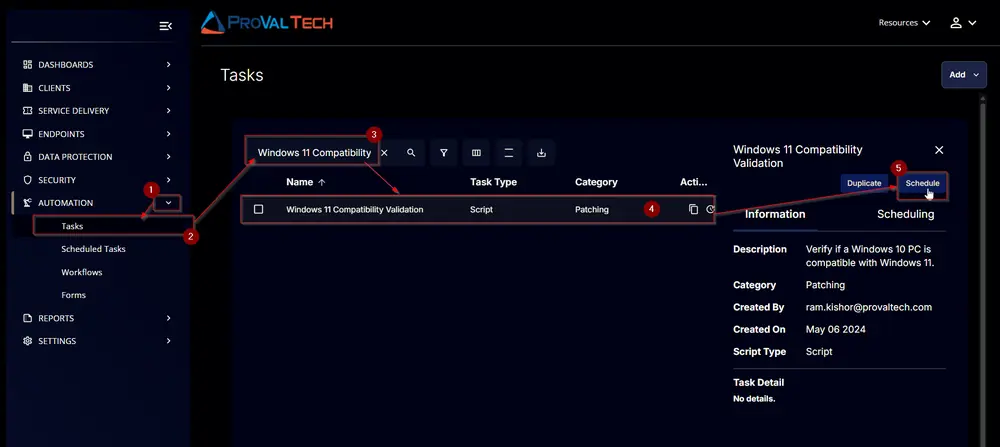 PROVALTECH
Resources
DASHBOARDS
CLIENTS
SERVICE DELIVERY
ENDPOINTS
DATA PROTECTION
SECURITY
1
AUTOMATION
Tasks
2
Scheduled Tasks
Workflows
Forms
REPORTS
SETTINGS
Tasks
Add
3
Windows 11 Compatibility
Name Task Type Category Acti...
Windows 11 Compatibility Validation Script Patching 4
Windows 11 Compatibility
Validation
5
Duplicate Schedule
Information Scheduling
Description Verify if a Windows 10 PC is
compatible with Windows 11.
Category Patching
Created By ram.kishor@provaltech.com
Created On May 06 2024
Script Type Script
Task Detail
No details.